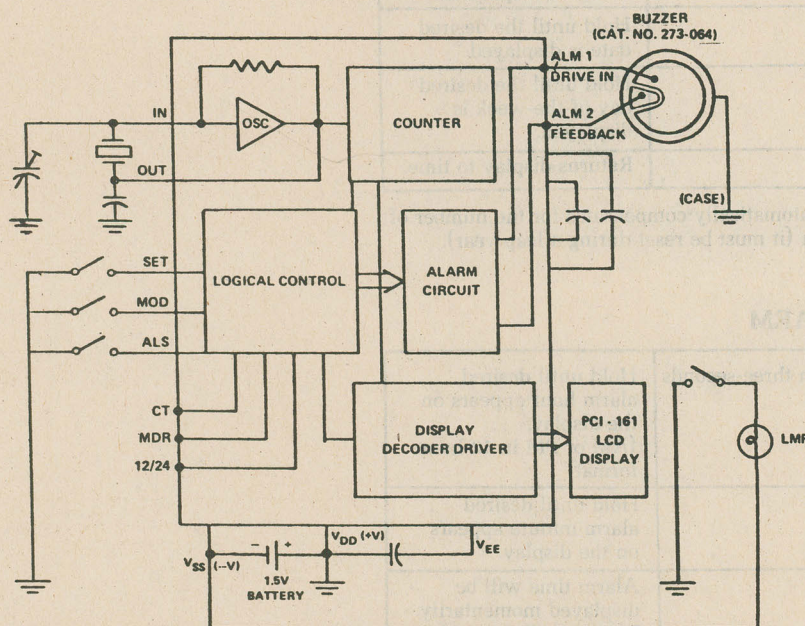 BUZZER
(CAT. NO. 273-064)
ALM 1
DRIVE IN
IN
OSC
COUNTER
ALM 2
FEEDBACK
OUT
(CASE)
SET
LOGICAL CONTROL
ALARM
CIRCUIT
MOD
ALS
CT
MDR
12/24
DISPLAY
DECODER DRIVER
PCI - 161
LCD
DISPLAY
LMP
VSS (--V)
- +
1.5V
BATTERY
VDD (+V)
VEE